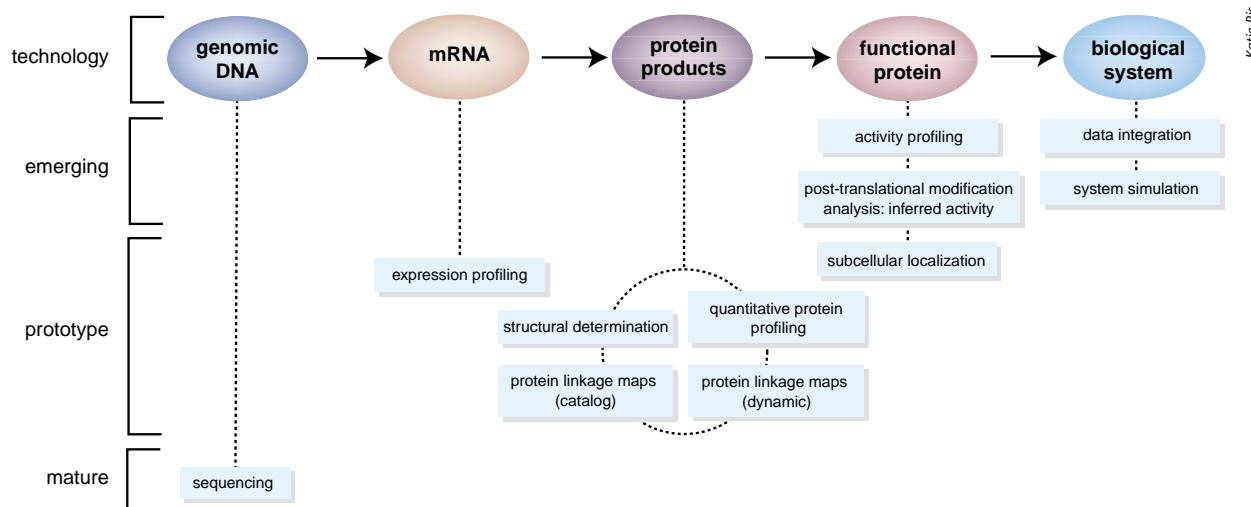 technology
genomic
DNA
mRNA
protein
products
functional
protein
biological
system
emerging
activity profiling
data integration
post-translational modification
analysis: inferred activity
system simulation
subcellular localization
prototype
expression profiling
structural determination
quantitative protein
profiling
protein linkage maps
(catalog)
protein linkage maps
(dynamic)
mature
sequencing